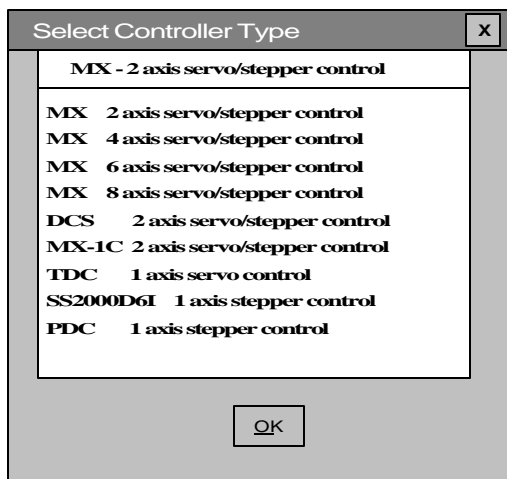 Select Controller Type X
MX - 2 axis servo/stepper control
MX 2 axis servo/stepper control
MX 4 axis servo/stepper control
MX 6 axis servo/stepper control
MX 8 axis servo/stepper control
DCS 2 axis servo/stepper control
MX-1C 2 axis servo/stepper control
TDC 1 axis servo control
SS2000D6I 1 axis stepper control
PDC 1 axis stepper control
OK